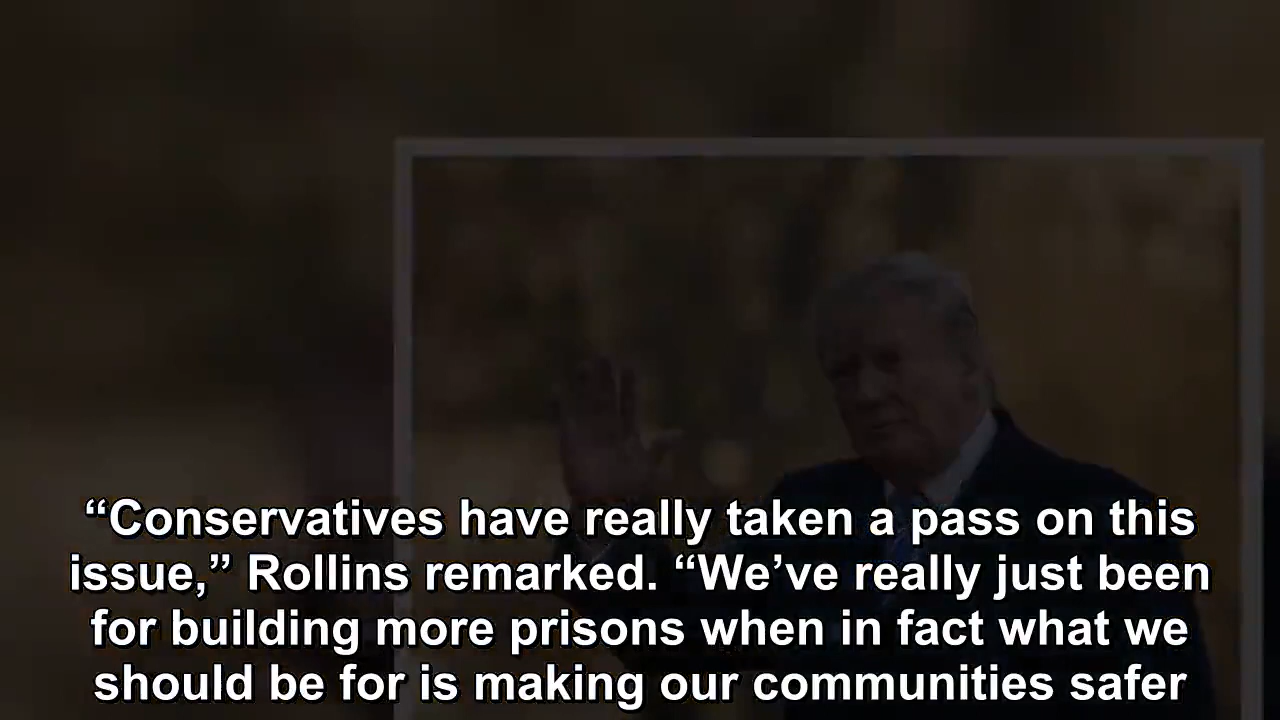 “Conservatives have really taken a pass on this
issue,” Rollins remarked. “We’ve really just been
for building more prisons when in fact what we
should be for is making our communities safer